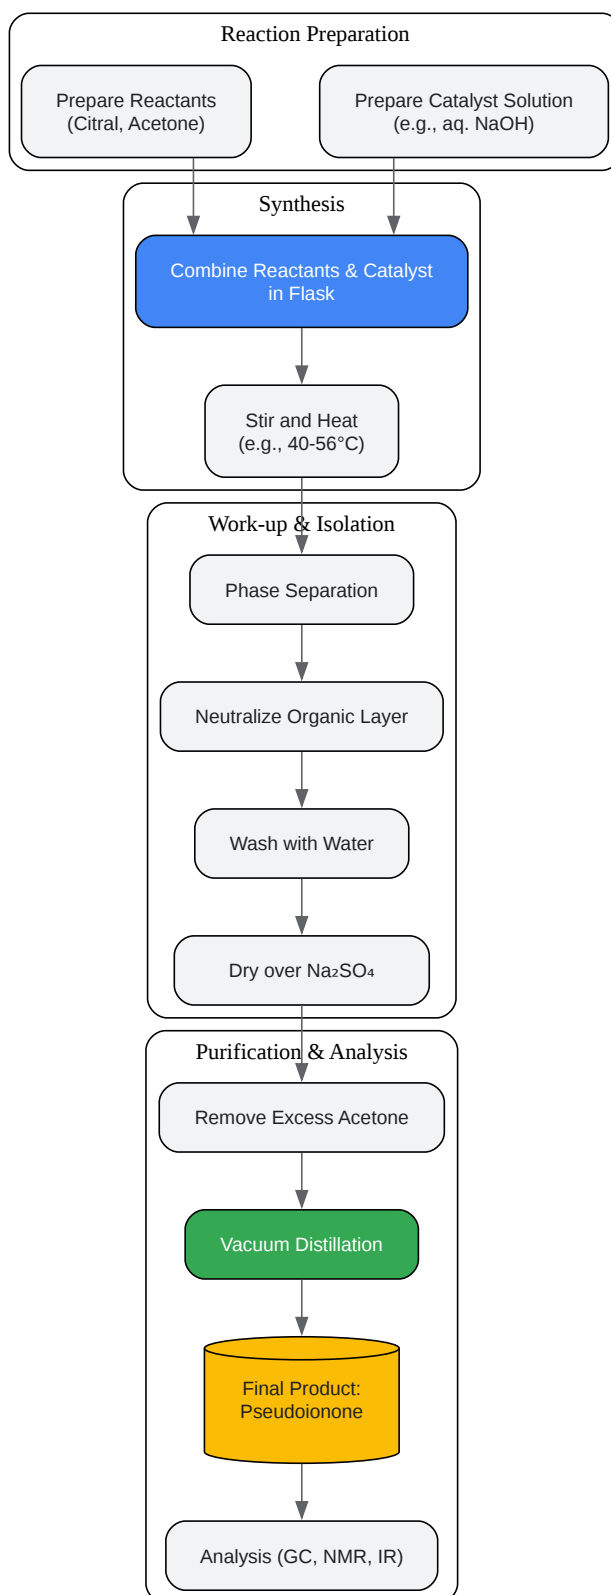 Reaction Preparation
Prepare Reactants
(Citral, Acetone)
Prepare Catalyst Solution
(e.g., aq. NaOH)
Synthesis
Combine Reactants & Catalyst
in Flask
Stir and Heat
(e.g., 40-56°C)
Work-up & Isolation
Phase Separation
Neutralize Organic Layer
Wash with Water
Dry over Na₂SO₄
Purification & Analysis
Remove Excess Acetone
Vacuum Distillation
Final Product:
Pseudoionone
Analysis (GC, NMR, IR)